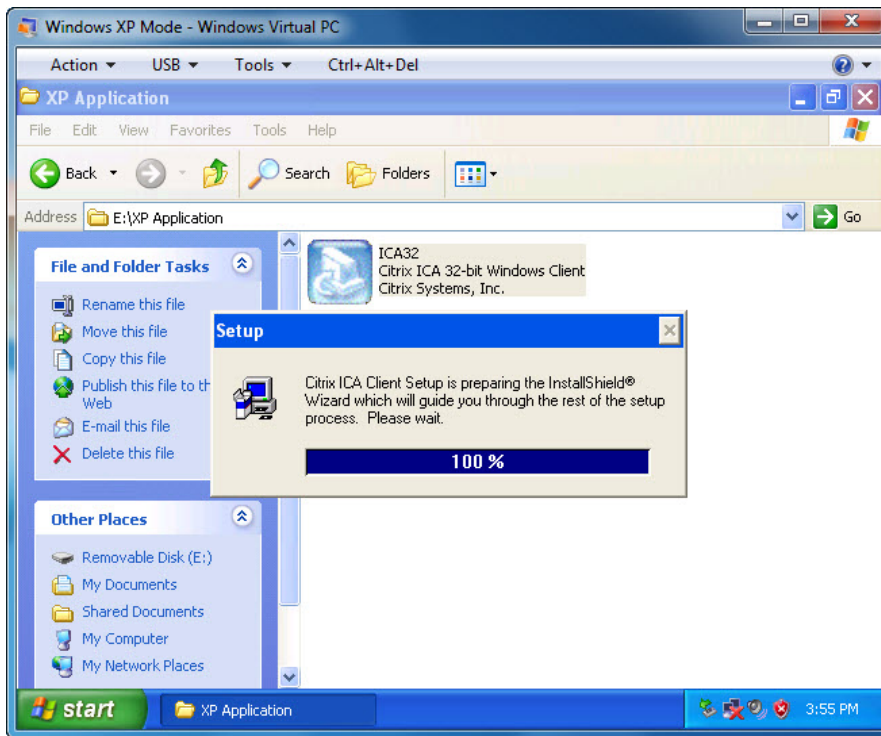 Windows XP Mode - Windows Virtual PC
Action USB Tools Ctrl+Alt+Del
XP Application
File Edit View Favorites Tools Help
Back Search Folders
Address E:\XP Application Go
File and Folder Tasks
Rename this file
Move this file
Copy this file
Publish this file to th
Web
E-mail this file
Delete this file
Other Places
Removable Disk (E:)
My Documents
Shared Documents
My Computer
My Network Places
ICA32
Citrix ICA 32-bit Windows Client
Citrix Systems, Inc.
Setup
Citrix ICA Client Setup is preparing the InstallShield®
Wizard which will guide you through the rest of the setup
process. Please wait.
100 %
start XP Application 3:55 PM